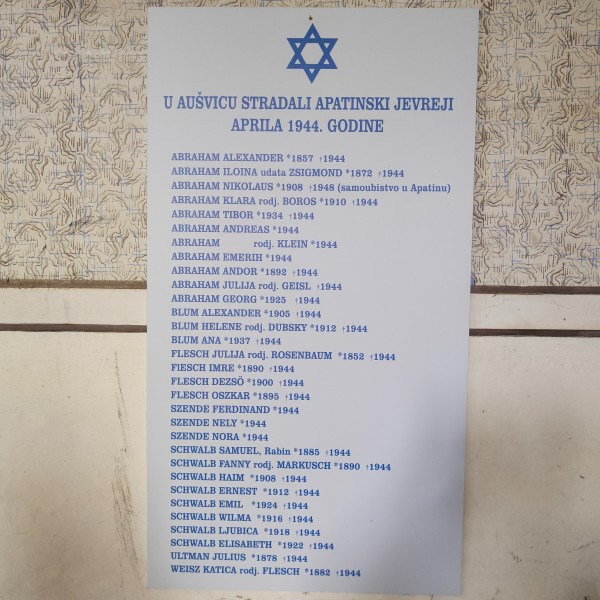 U AUŠVICU STRADALI APATINSKI JEVREJI
APRILA 1944. GODINE
ABRAHAM ALEXANDER *1857 †1944
ABRAHAM ILOINA udata ZSIGMOND *1872 †1944
ABRAHAM NIKOLAUS *1908 †1948 (samoubistvo u Apatinu)
ABRAHAM KLARA rodj. BOROS *1910 †1944
ABRAHAM TIBOR *1934 †1944
ABRAHAM ANDREAS *1944
ABRAHAM rodj. KLEIN *1944
ABRAHAM EMERIH *1944
ABRAHAM ANDOR *1892 †1944
ABRAHAM JULIJA rodj. GEISL †1944
ABRAHAM GEORG *1925 †1944
BLUM ALEXANDER *1905 †1944
BLUM HELENE rodj. DUBSKY *1912 †1944
BLUM ANA *1937 †1944
FLESCH JULIJA rodj. ROSENBAUM *1852 †1944
FlESCH IMRE *1890 †1944
FLESCH DEZSÖ *1900 †1944
FLESCH OSZKAR *1895 †1944
SZENDE FERDINAND *1944
SZENDE NELY *1944
SZENDE NORA *1944
SCHWALB SAMUEL, Rabin *1885 †1944
SCHWALB FANNY rodj. MARKUSCH *1890 †1944
SCHWALB HAIM *1908 †1944
SCHWALB ERNEST *1912 †1944
SCHWALB EMIL *1924 †1944
SCHWALB WILMA *1916 †1944
SCHWALB LJUBICA *1918 †1944
SCHWALB ELISABETH *1922 †1944
ULTMAN JULIUS *1878 †1944
WEISZ KATICA rodj. FLESCH *1882 †1944